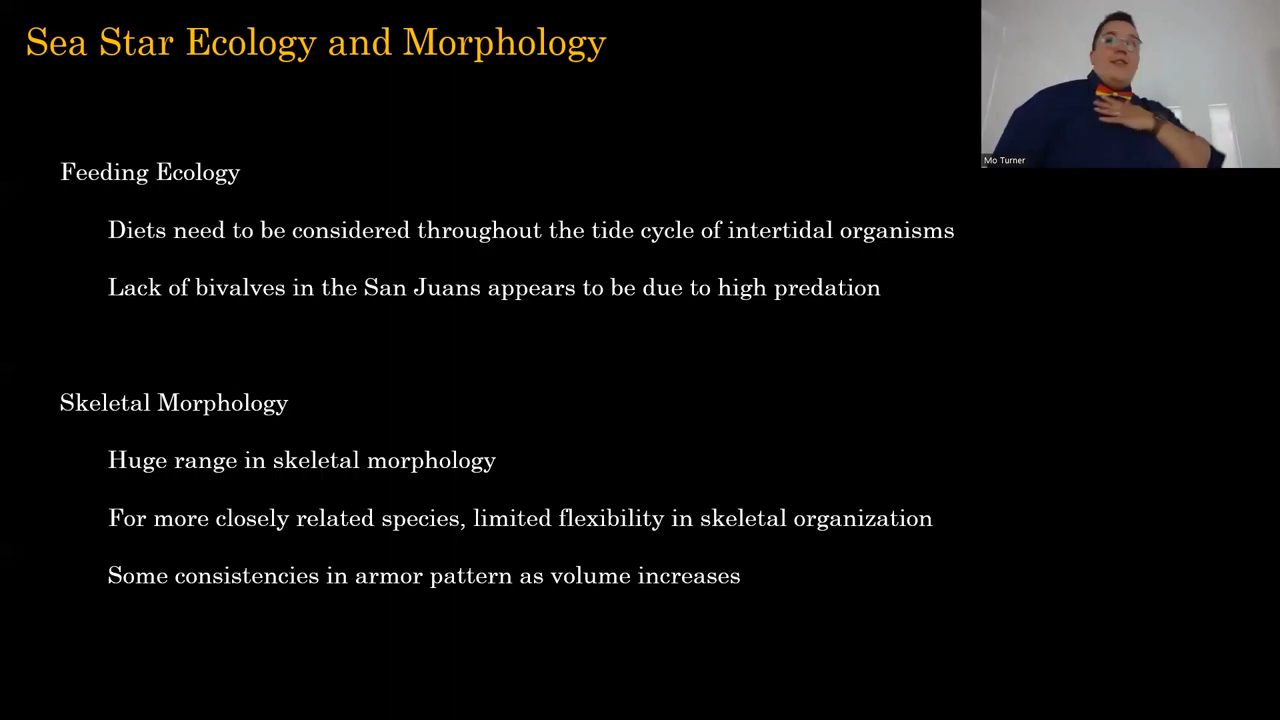 Sea Star Ecology and Morphology
Mo Turner
Feeding Ecology
Diets need to be considered throughout the tide cycle of intertidal organisms
Lack of bivalves in the San Juans appears to be due to high predation
Skeletal Morphology
Huge range in skeletal morphology
For more closely related species, limited flexibility in skeletal organization
Some consistencies in armor pattern as volume increases